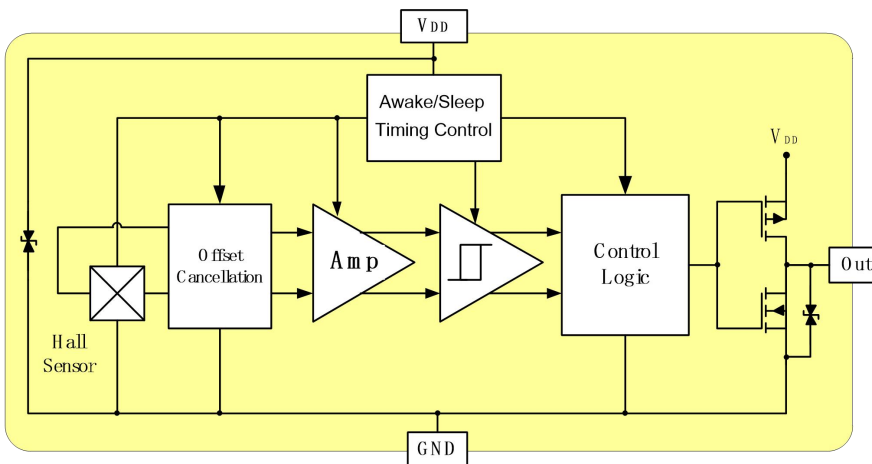 VDD
Awake/Sleep
Timing Control
VDD
Offset
Cancellation
Amp
Control
Logic
Out
Hall
Sensor
GND